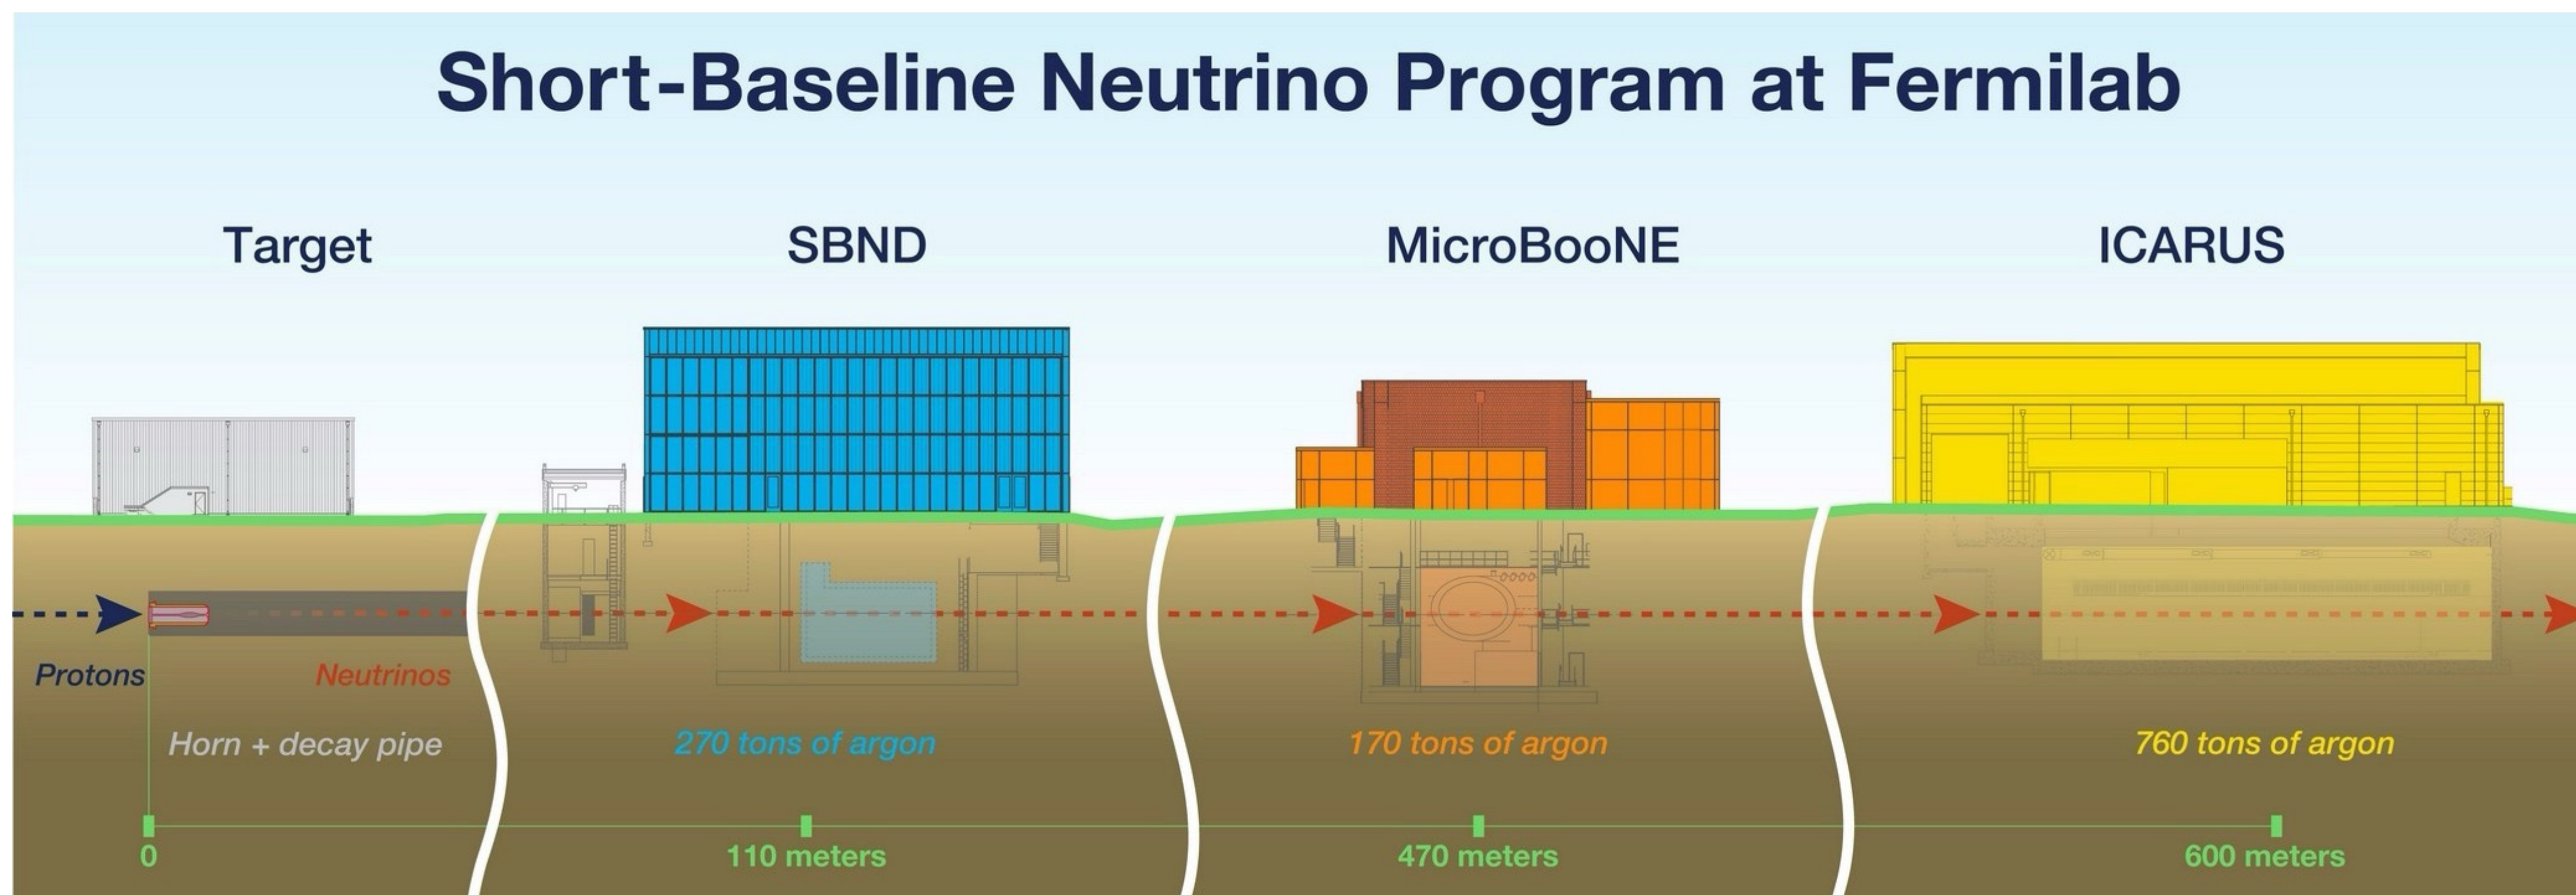 Short-Baseline Neutrino Program at Fermilab
Target
SBND
MicroBooNE
ICARUS
Protons
Neutrinos
Horn + decay pipe
270 tons of argon
170 tons of argon
760 tons of argon
0
110 meters
470 meters
600 meters